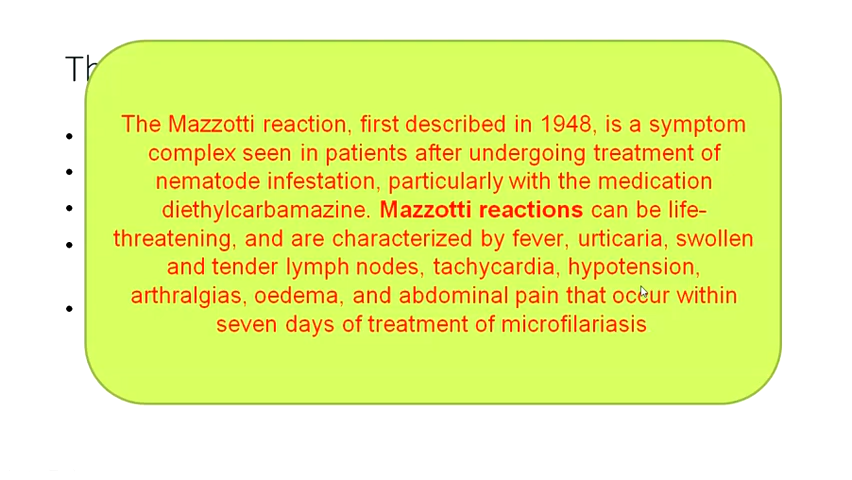 The Mazzotti reaction, first described in 1948, is a symptom
complex seen in patients after undergoing treatment of
nematode infestation, particularly with the medication
diethylcarbamazine. Mazzotti reactions can be life-
threatening, and are characterized by fever, urticaria, swollen
and tender lymph nodes, tachycardia, hypotension,
arthralgias, oedema, and abdominal pain that occur within
seven days of treatment of microfilariasis